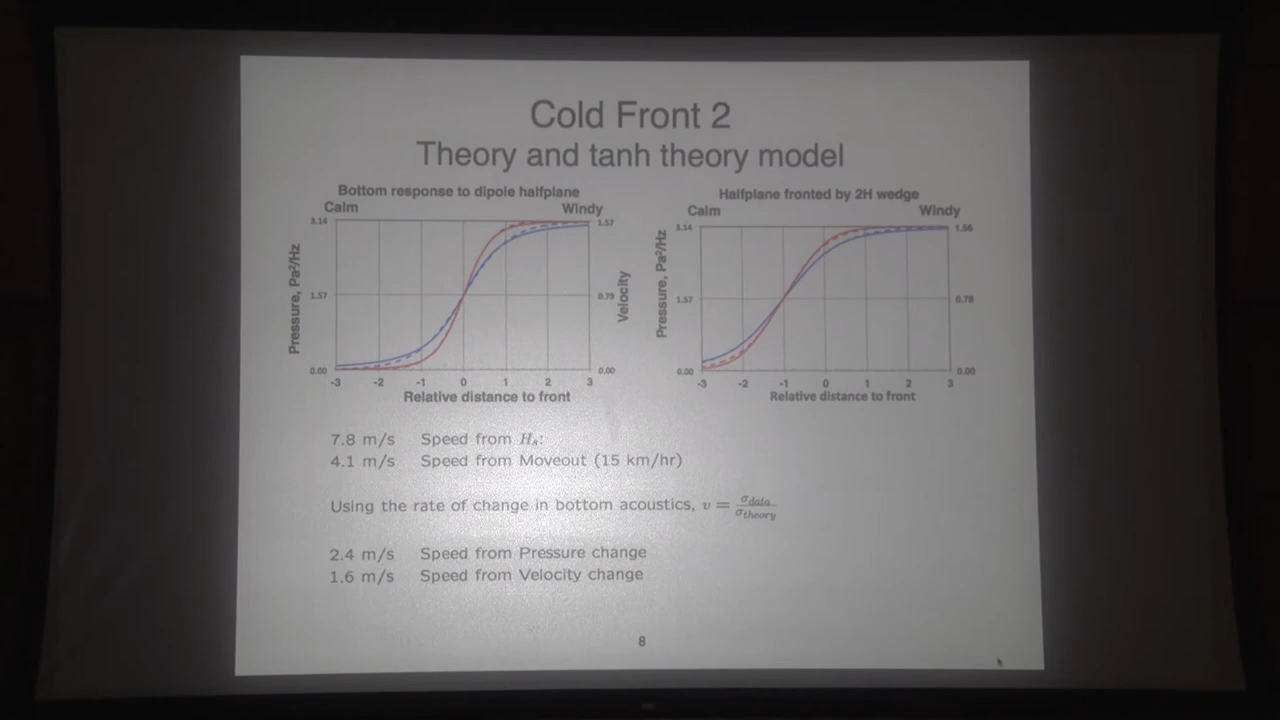 Cold Front 2
Theory and tanh theory model
Bottom response to dipole halfplane
Calm Windy
3.14 1.57
1.57 0.79
0.00 0.00
Pressure, Pa²/Hz
Velocity
-3 -2 -1 0 1 2 3
Relative distance to front
Halfplane fronted by 2H wedge
Calm Windy
3.14 1.56
1.57 0.78
0.00 0.00
Pressure, Pa²/Hz
-3 -2 -1 0 1 2 3
Relative distance to front
7.8 m/s Speed from Hₛ:
4.1 m/s Speed from Moveout (15 km/hr)
Using the rate of change in bottom acoustics, v = σdata / σtheory
2.4 m/s Speed from Pressure change
1.6 m/s Speed from Velocity change
8